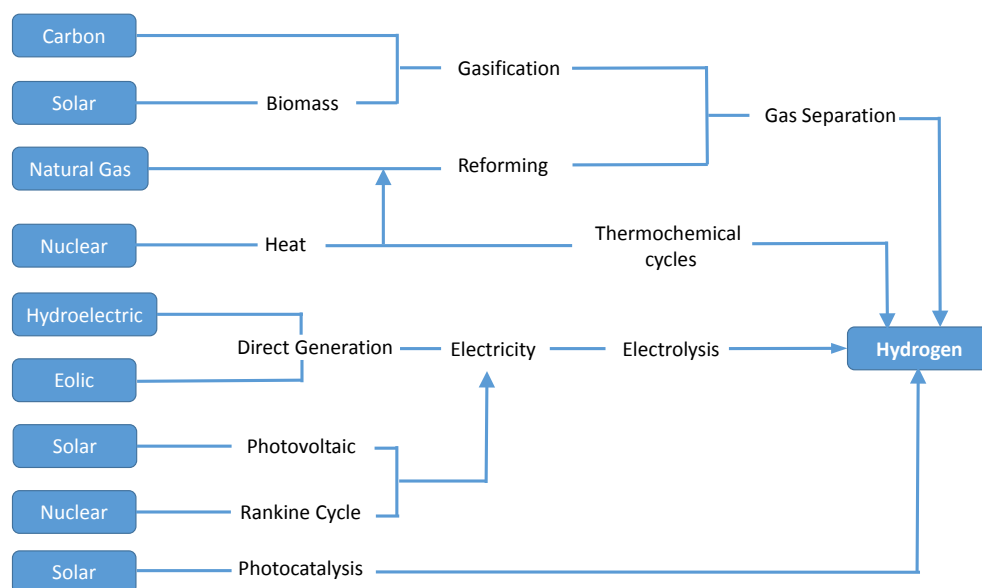 Carbon
Gasification
Solar
Biomass
Gas Separation
Natural Gas
Reforming
Nuclear
Heat
Thermochemical
cycles
Hydroelectric
Direct Generation
Electricity
Electrolysis
Hydrogen
Eolic
Solar
Photovoltaic
Nuclear
Rankine Cycle
Solar
Photocatalysis